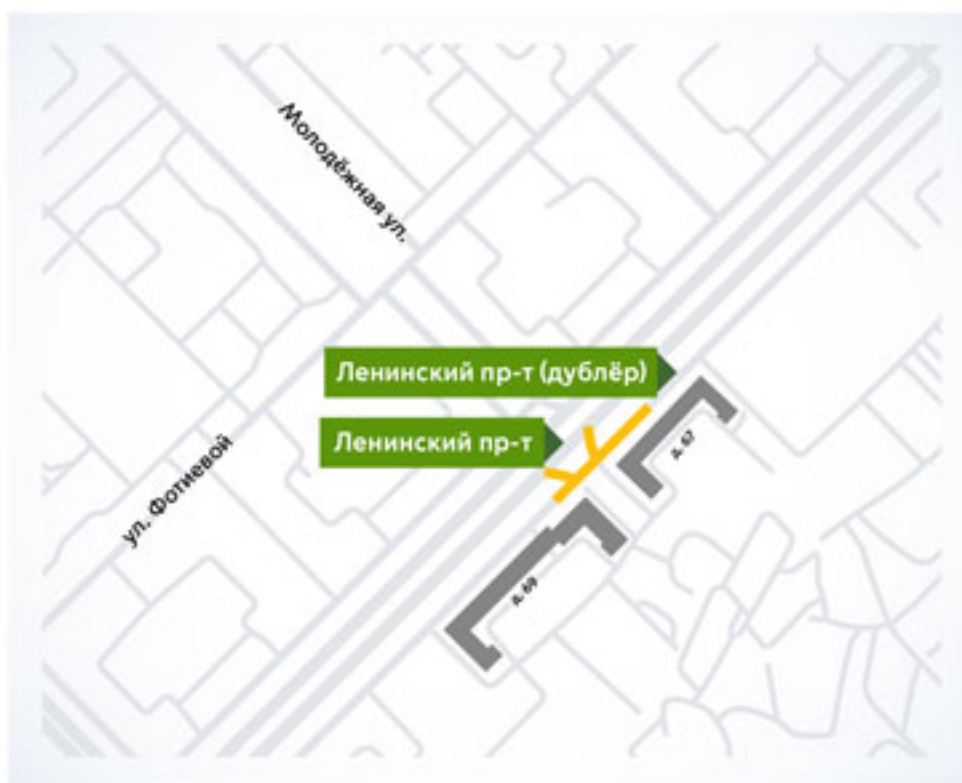 Молодёжная ул.
Ленинский пр-т (дублёр)
Ленинский пр-т
ул. Фотиевой
д. 67
д. 69